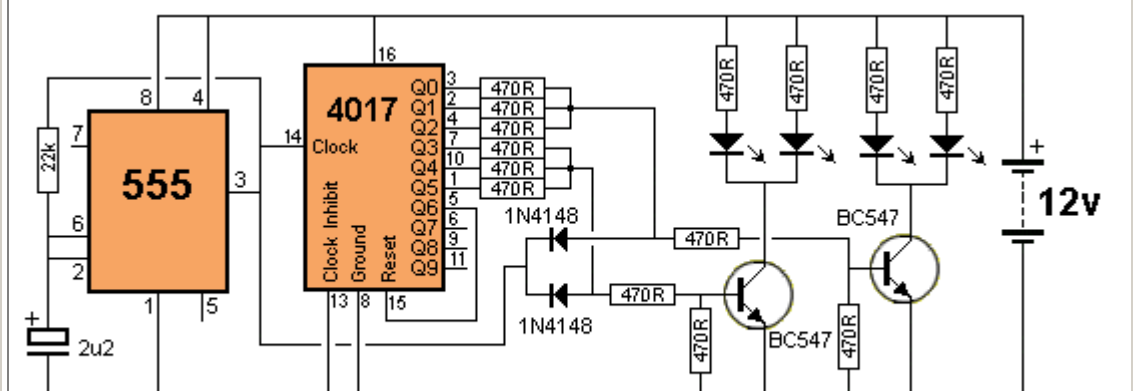 16
8
4
7
22k
555
3
6
2
1
5
+
2u2
4017
14
Clock
Clock Inhibit
Ground
Reset
Q0
Q1
Q2
Q3
Q4
Q5
Q6
Q7
Q8
Q9
3
2
4
7
10
1
5
6
9
11
13
8
15
470R
470R
470R
470R
470R
470R
1N4148
1N4148
470R
470R
470R
470R
470R
470R
470R
470R
BC547
BC547
+
12v